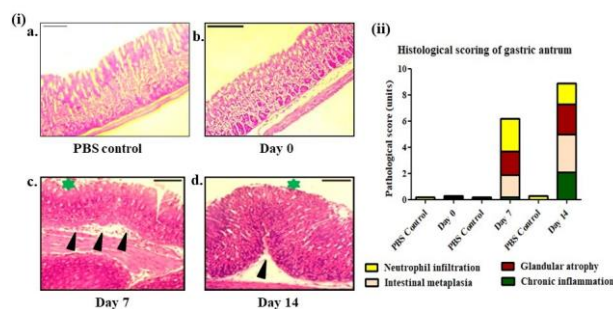 (i)
a.
b.
PBS control
Day 0
c.
d.
Day 7
Day 14
(ii)
Histological scoring of gastric antrum
Pathological score (units)
10
8
6
4
2
0
PBS Control
Day 0
PBS Control
Day 7
PBS Control
Day 14
Neutrophil infiltration
Glandular atrophy
Intestinal metaplasia
Chronic inflammation